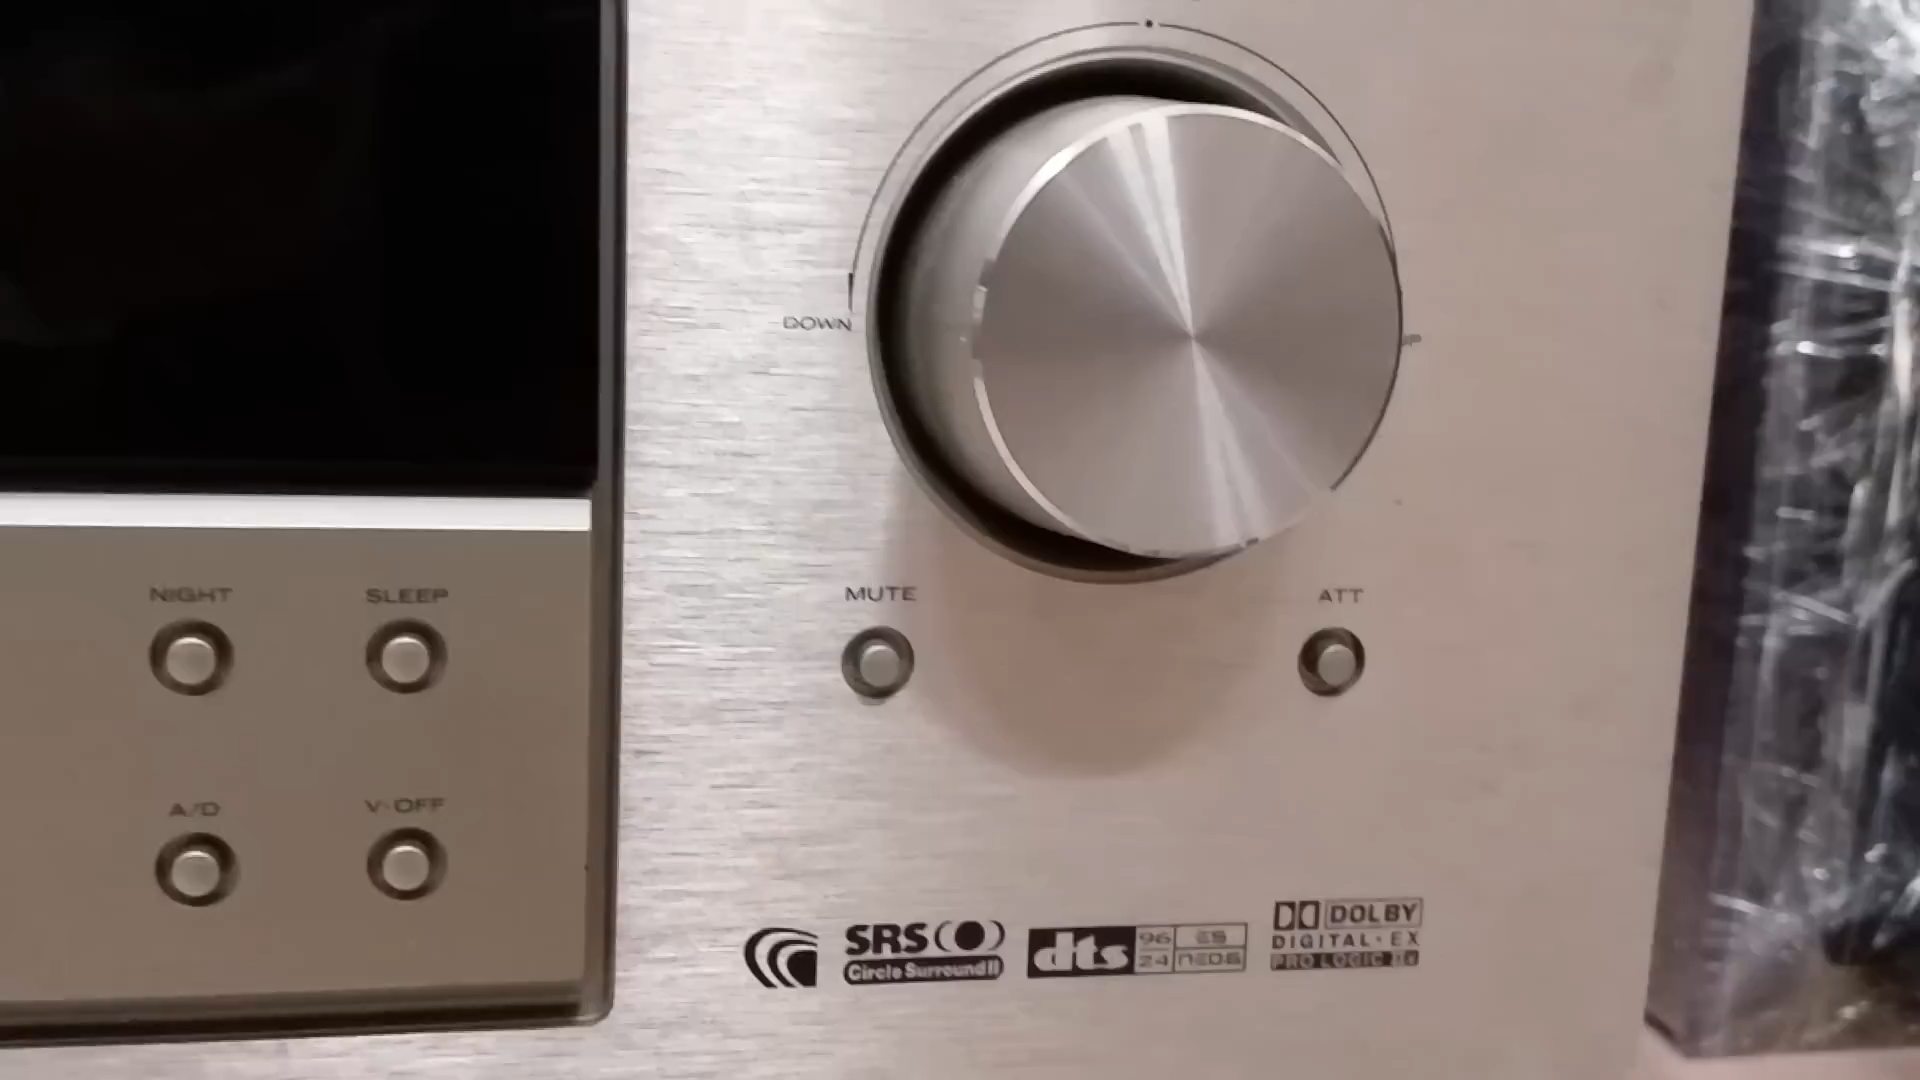 DOWN
UP
NIGHT
SLEEP
MUTE
ATT
A/D
V-OFF
SRS
Circle Surround II
dts
96
24
ES
NEO:6
DOLBY
DIGITAL·EX
PRO LOGIC IIx